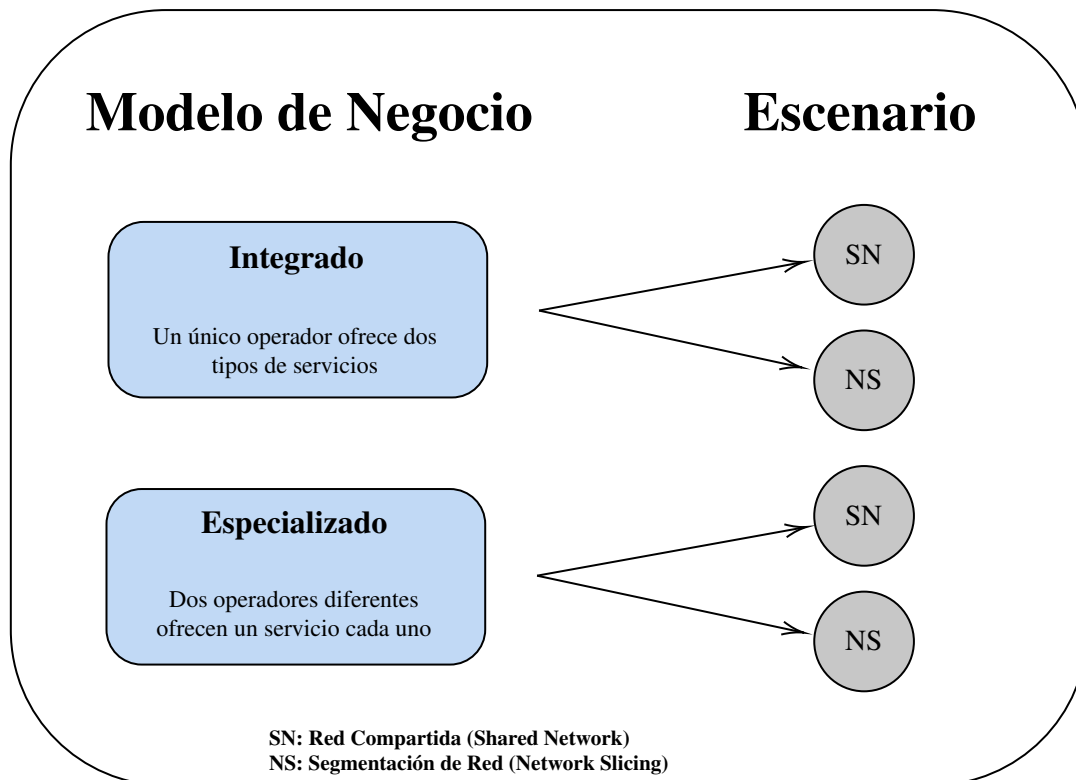 Modelo de Negocio
Escenario
Integrado
Un único operador ofrece dos
tipos de servicios
SN
NS
Especializado
Dos operadores diferentes
ofrecen un servicio cada uno
SN
NS
SN: Red Compartida (Shared Network)
NS: Segmentación de Red (Network Slicing)